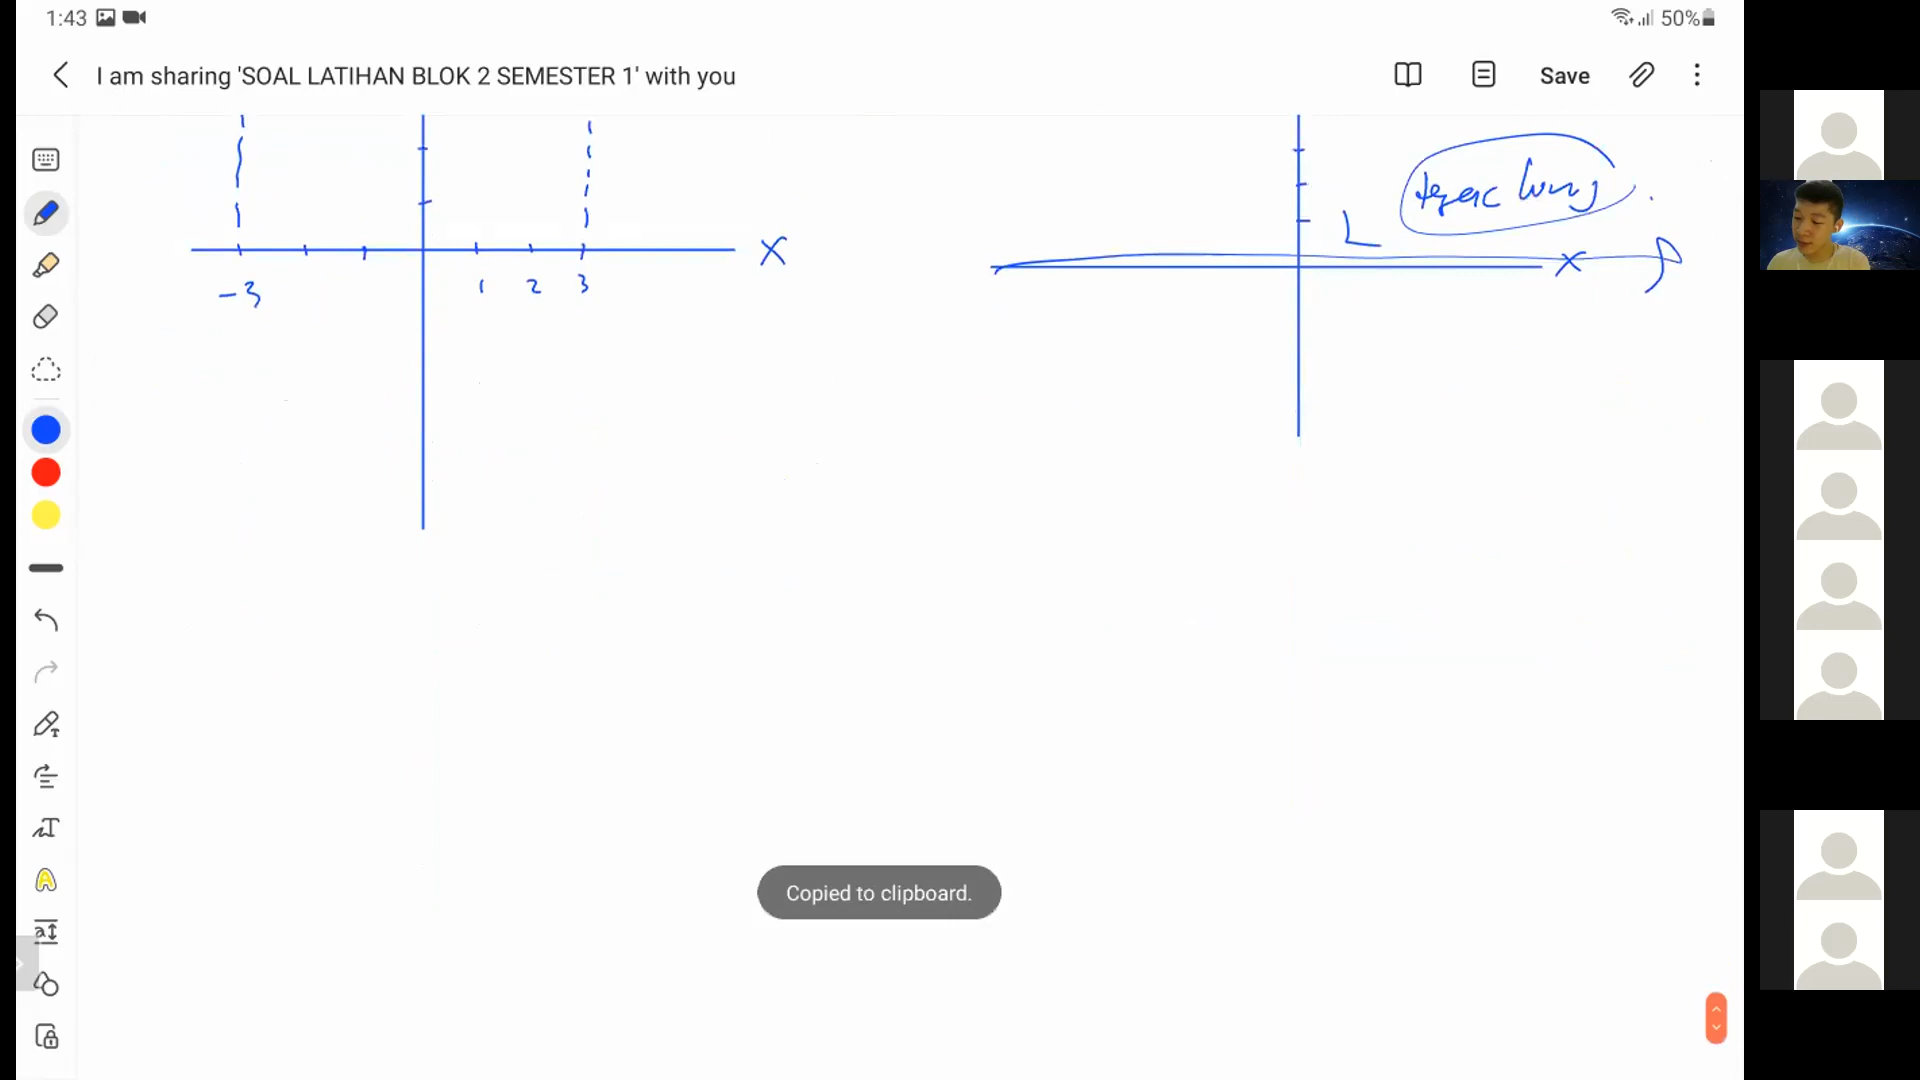 1:43
50%
I am sharing 'SOAL LATIHAN BLOK 2 SEMESTER 1' with you
Save
X
X
-3
1 2 3
Copied to clipboard.